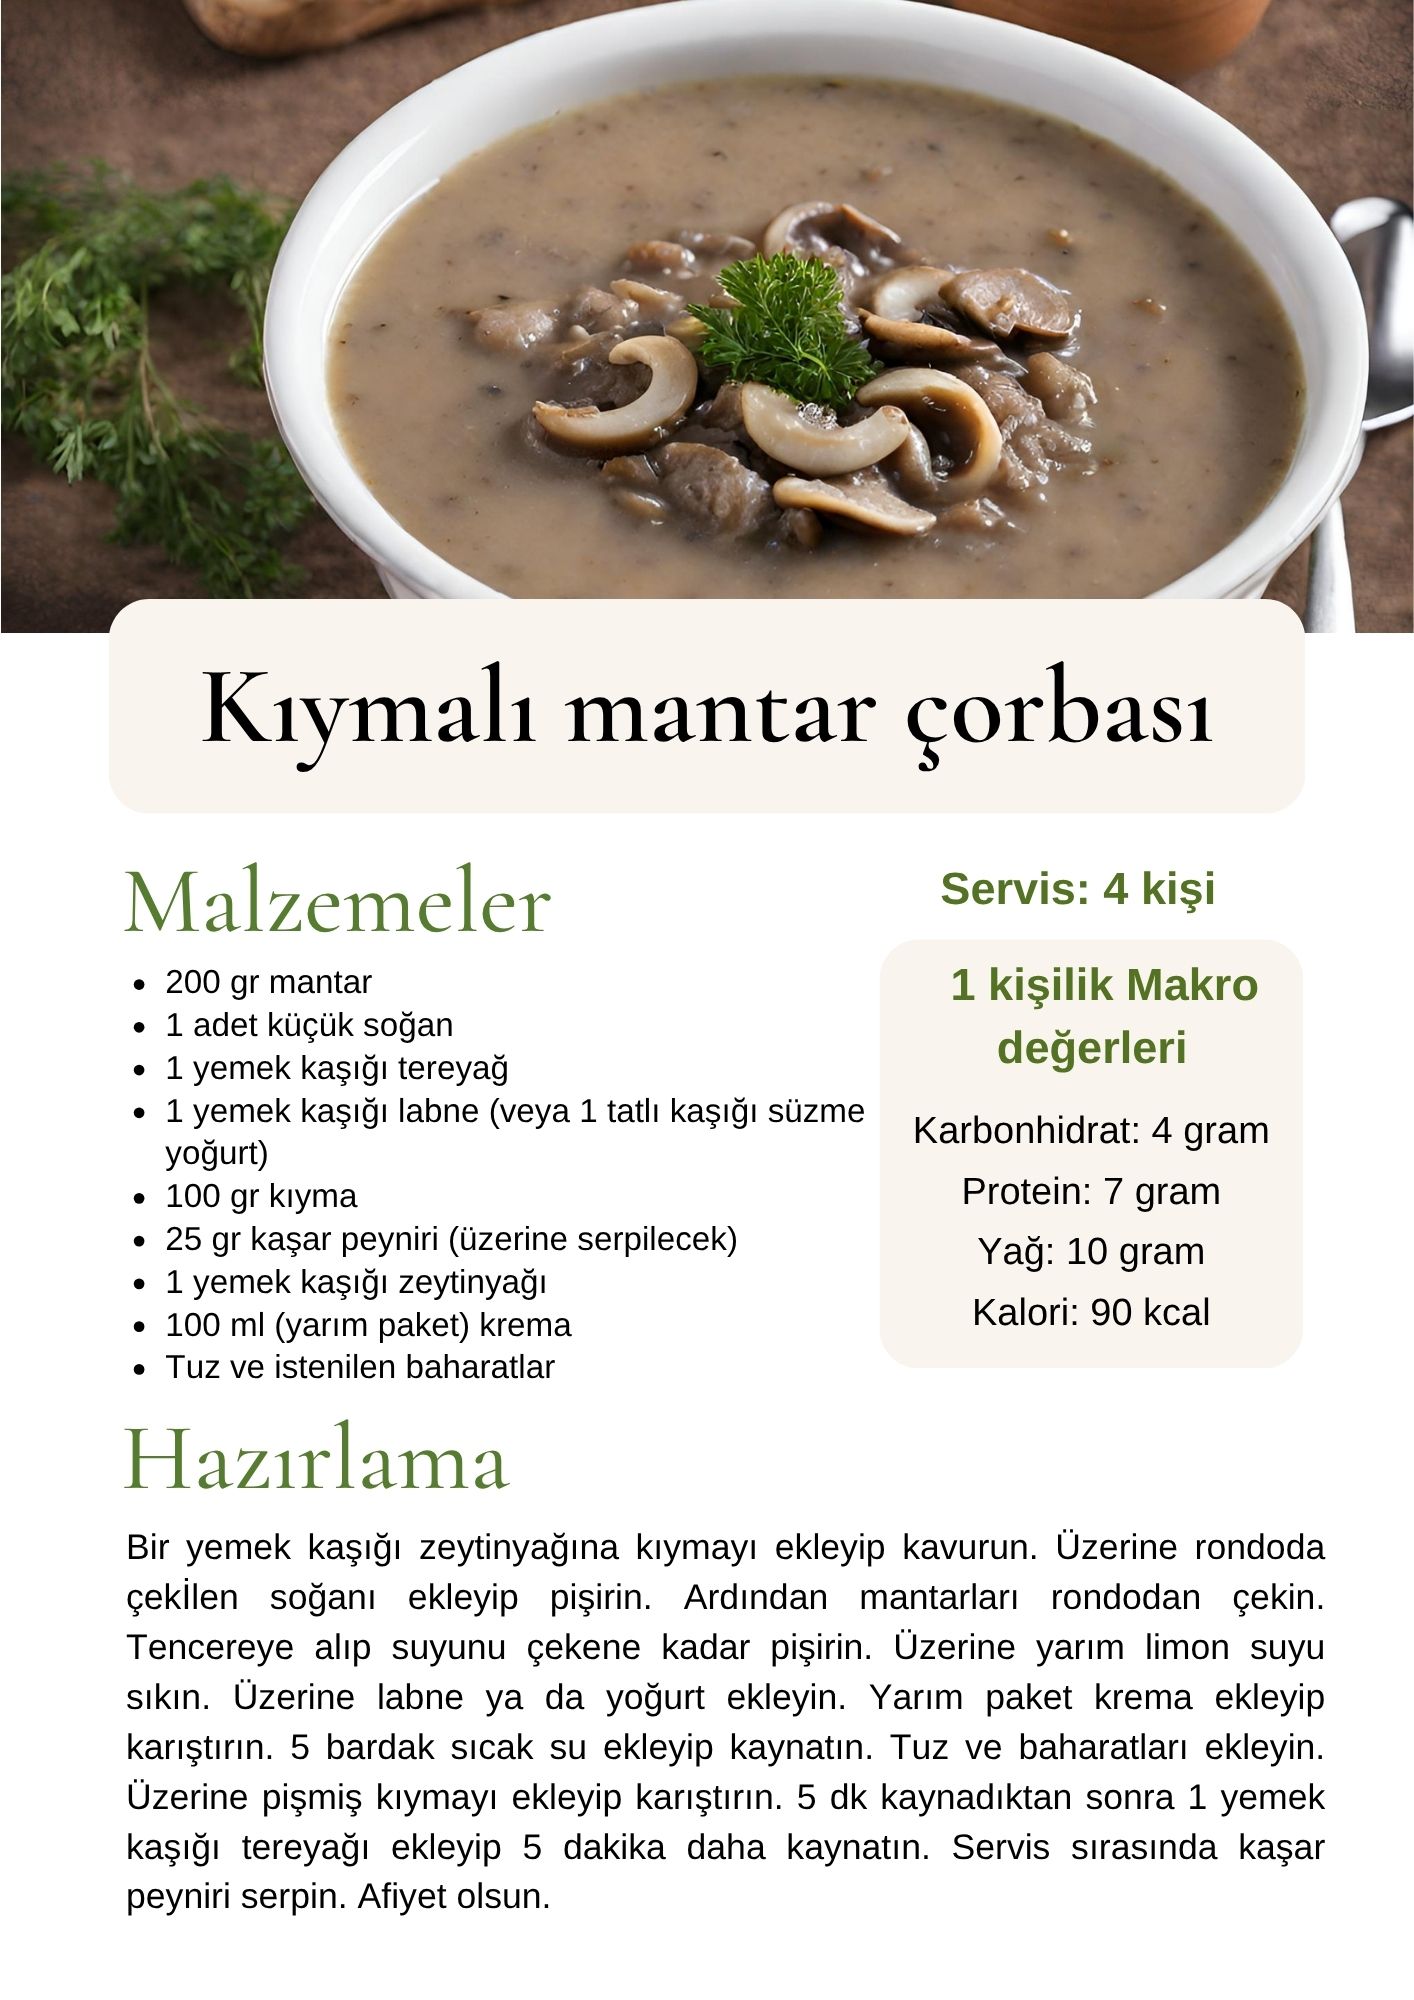 Kıymalı mantar çorbası
Malzemeler
200 gr mantar
1 adet küçük soğan
1 yemek kaşığı tereyağ
1 yemek kaşığı labne (veya 1 tatlı kaşığı süzme
yoğurt)
100 gr kıyma
25 gr kaşar peyniri (üzerine serpilecek)
1 yemek kaşığı zeytinyağı
100 ml (yarım paket) krema
Tuz ve istenilen baharatlar
Servis: 4 kişi
1 kişilik Makro
değerleri
Karbonhidrat: 4 gram
Protein: 7 gram
Yağ: 10 gram
Kalori: 90 kcal
Hazırlama
Bir yemek kaşığı zeytinyağına kıymayı ekleyip kavurun. Üzerine rondoda
çekİlen soğanı ekleyip pişirin. Ardından mantarları rondodan çekin.
Tencereye alıp suyunu çekene kadar pişirin. Üzerine yarım limon suyu
sıkın. Üzerine labne ya da yoğurt ekleyin. Yarım paket krema ekleyip
karıştırın. 5 bardak sıcak su ekleyip kaynatın. Tuz ve baharatları ekleyin.
Üzerine pişmiş kıymayı ekleyip karıştırın. 5 dk kaynadıktan sonra 1 yemek
kaşığı tereyağı ekleyip 5 dakika daha kaynatın. Servis sırasında kaşar
peyniri serpin. Afiyet olsun.